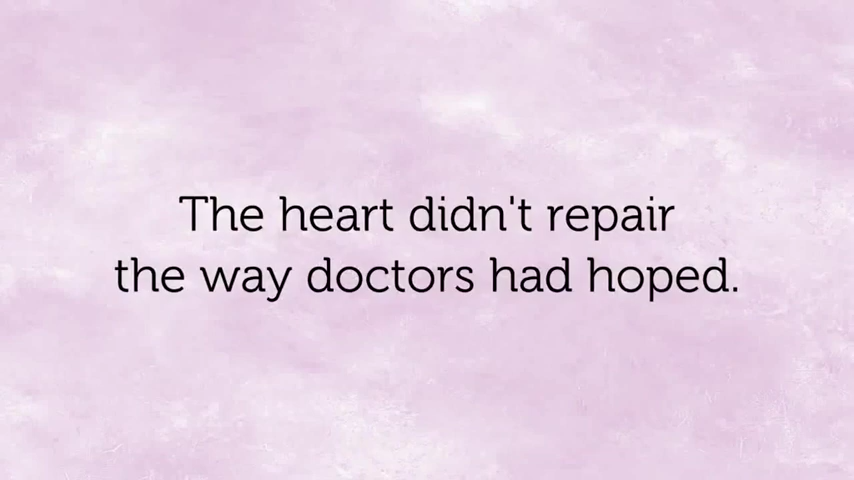 The heart didn't repair
the way doctors had hoped.